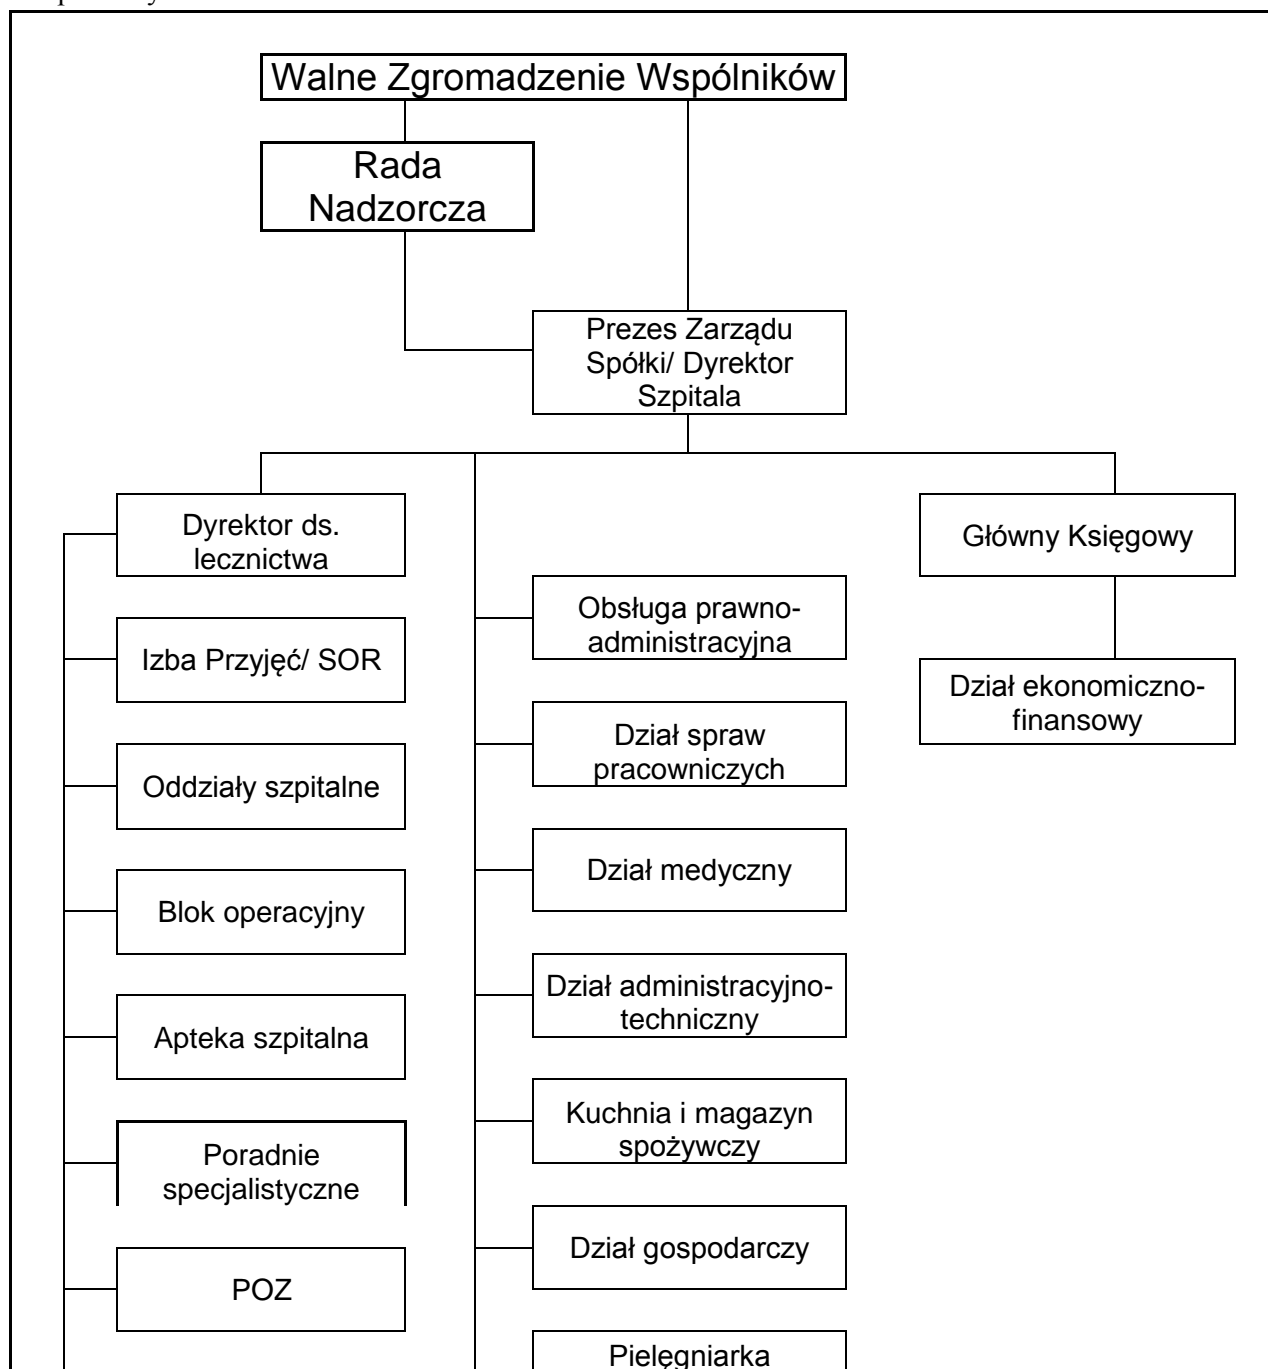 Walne Zgromadzenie Wspólników
Rada
Nadzorcza
Prezes Zarządu
Spółki/ Dyrektor
Szpitala
Dyrektor ds.
lecznictwa
Izba Przyjęć/ SOR
Oddziały szpitalne
Blok operacyjny
Apteka szpitalna
Poradnie
specjalistyczne
POZ
Obsługa prawno-
administracyjna
Dział spraw
pracowniczych
Dział medyczny
Dział administracyjno-
techniczny
Kuchnia i magazyn
spożywczy
Dział gospodarczy
Pielęgniarka
Główny Księgowy
Dział ekonomiczno-
finansowy